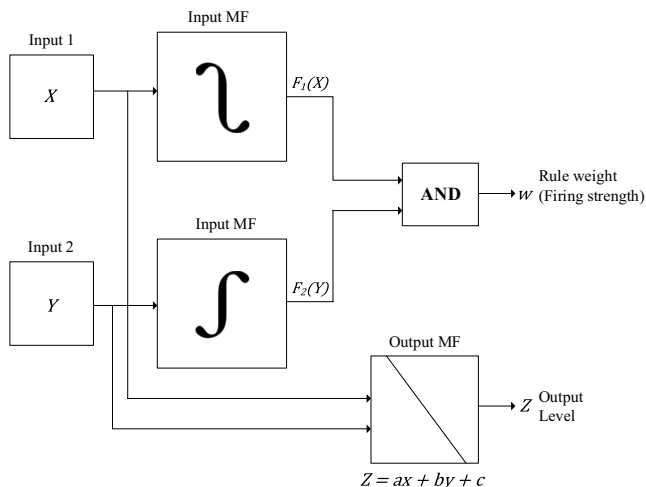 Input MF
Input 1
X
F₁(X)
AND
w
Rule weight
(Firing strength)
Input 2
Input MF
Y
F₂(Y)
Output MF
Z
Output
Level
Z = ax + by + c